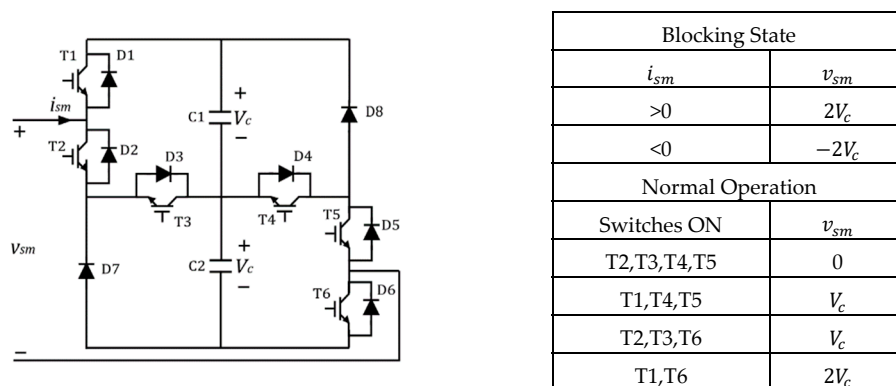 T1
D1
i_sm
+
T2
D2
D3
T3
C1
+
V_c
−
D4
T4
D8
T5
D5
D7
C2
+
V_c
−
T6
D6
v_sm
−
Blocking State
i_sm v_sm
>0 2V_c
<0 −2V_c
Normal Operation
Switches ON v_sm
T2,T3,T4,T5 0
T1,T4,T5 V_c
T2,T3,T6 V_c
T1,T6 2V_c